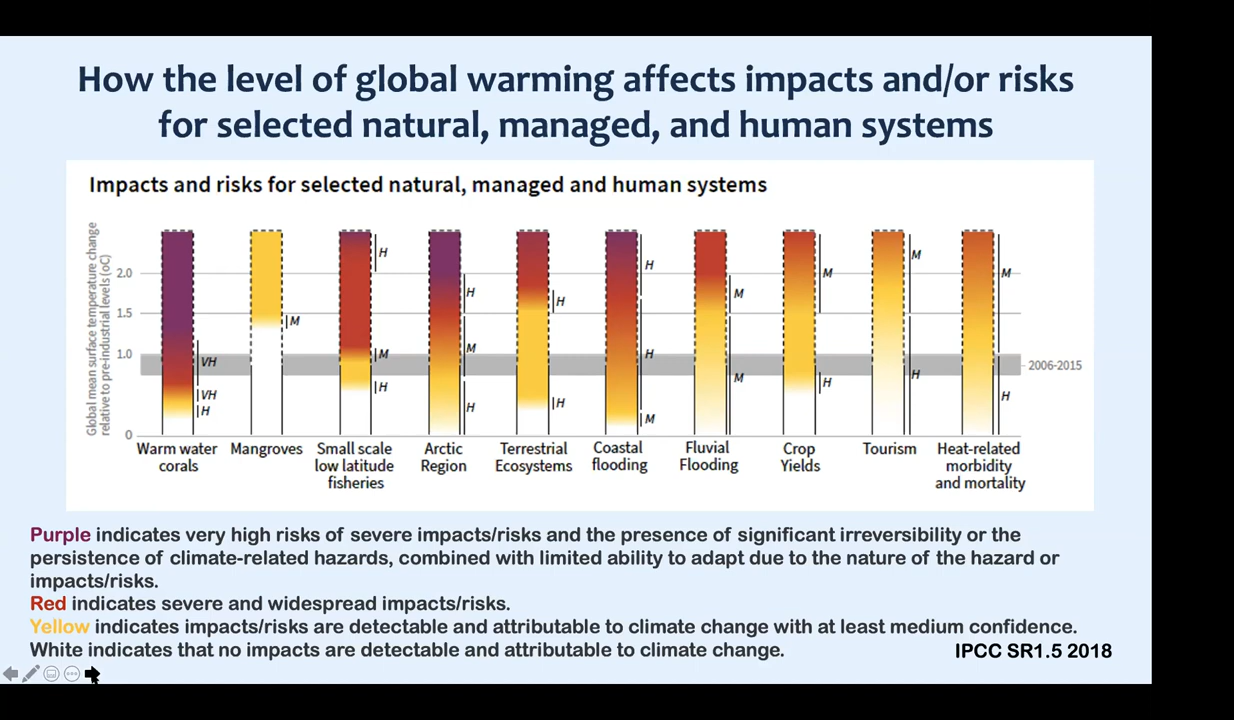 How the level of global warming affects impacts and/or risks
for selected natural, managed, and human systems
Impacts and risks for selected natural, managed and human systems
Global mean surface temperature change
relative to pre-industrial levels (oC)
2.0
1.5
1.0
0
VH
VH
H
M
H
M
H
H
M
H
H
H
H
H
M
M
M
M
H
M
H
M
H
2006-2015
Warm water
corals
Mangroves
Small scale
low latitude
fisheries
Arctic
Region
Terrestrial
Ecosystems
Coastal
flooding
Fluvial
Flooding
Crop
Yields
Tourism
Heat-related
morbidity
and mortality
Purple indicates very high risks of severe impacts/risks and the presence of significant irreversibility or the
persistence of climate-related hazards, combined with limited ability to adapt due to the nature of the hazard or
impacts/risks.
Red indicates severe and widespread impacts/risks.
Yellow indicates impacts/risks are detectable and attributable to climate change with at least medium confidence.
White indicates that no impacts are detectable and attributable to climate change.
IPCC SR1.5 2018